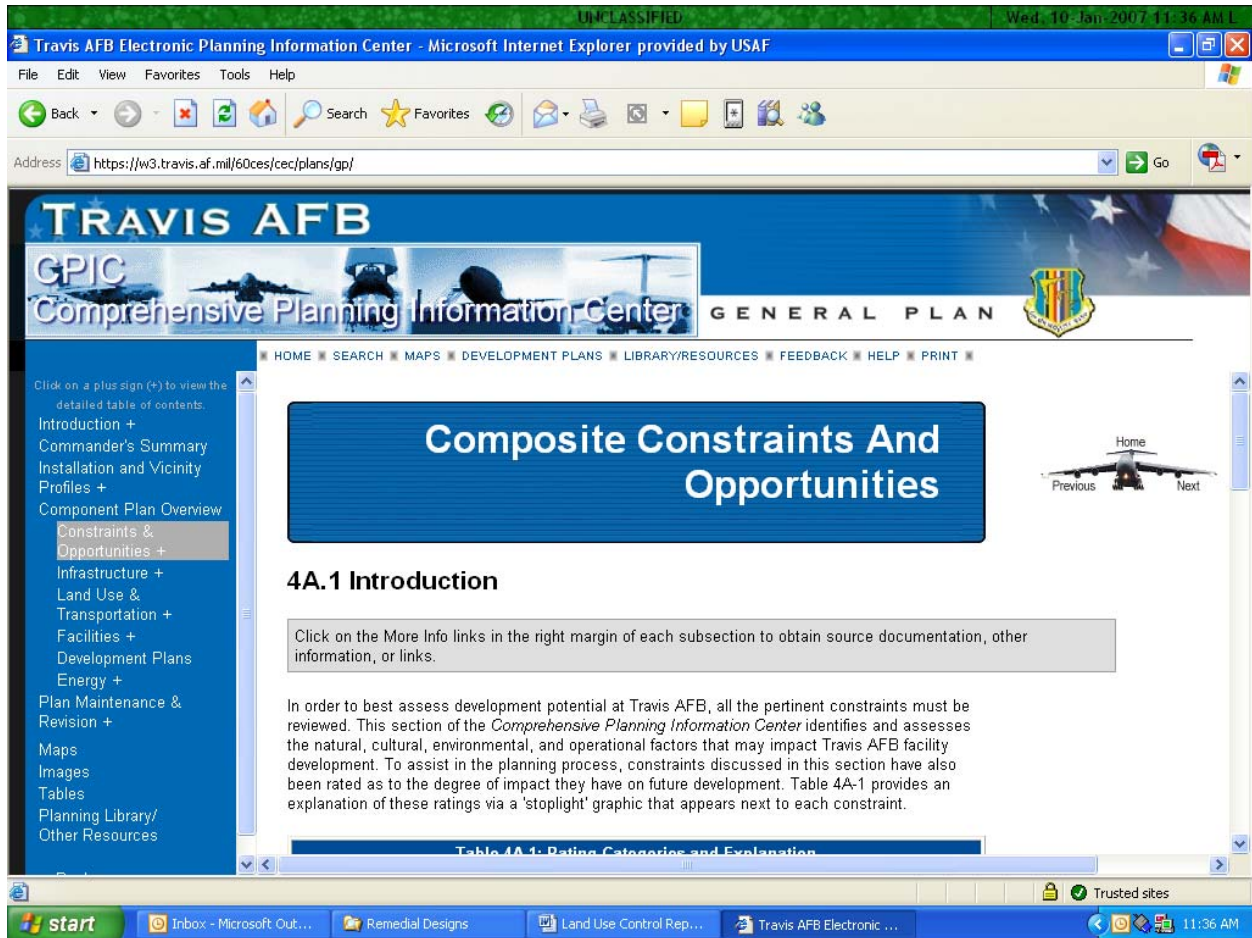 UNCLASSIFIED
Wed, 10-Jan-2007 11:36 AM L
Travis AFB Electronic Planning Information Center - Microsoft Internet Explorer provided by USAF
File Edit View Favorites Tools Help
Back Search Favorites
Address https://w3.travis.af.mil/60ces/cec/plans/gp/ Go
TRAVIS AFB
CPIC
Comprehensive Planning Information Center
GENERAL PLAN
HOME SEARCH MAPS DEVELOPMENT PLANS LIBRARY/RESOURCES FEEDBACK HELP PRINT
Click on a plus sign (+) to view the
detailed table of contents.
Introduction +
Commander's Summary
Installation and Vicinity
Profiles +
Component Plan Overview
Constraints &
Opportunities +
Infrastructure +
Land Use &
Transportation +
Facilities +
Development Plans
Energy +
Plan Maintenance &
Revision +
Maps
Images
Tables
Planning Library/
Other Resources
Composite Constraints And
Opportunities
Home
Previous Next
4A.1 Introduction
Click on the More Info links in the right margin of each subsection to obtain source documentation, other
information, or links.
In order to best assess development potential at Travis AFB, all the pertinent constraints must be
reviewed. This section of the Comprehensive Planning Information Center identifies and assesses
the natural, cultural, environmental, and operational factors that may impact Travis AFB facility
development. To assist in the planning process, constraints discussed in this section have also
been rated as to the degree of impact they have on future development. Table 4A-1 provides an
explanation of these ratings via a 'stoplight' graphic that appears next to each constraint.
Table 4A.1: Rating Categories and Explanation
Trusted sites
start Inbox - Microsoft Out... Remedial Designs Land Use Control Rep... Travis AFB Electronic ... 11:36 AM